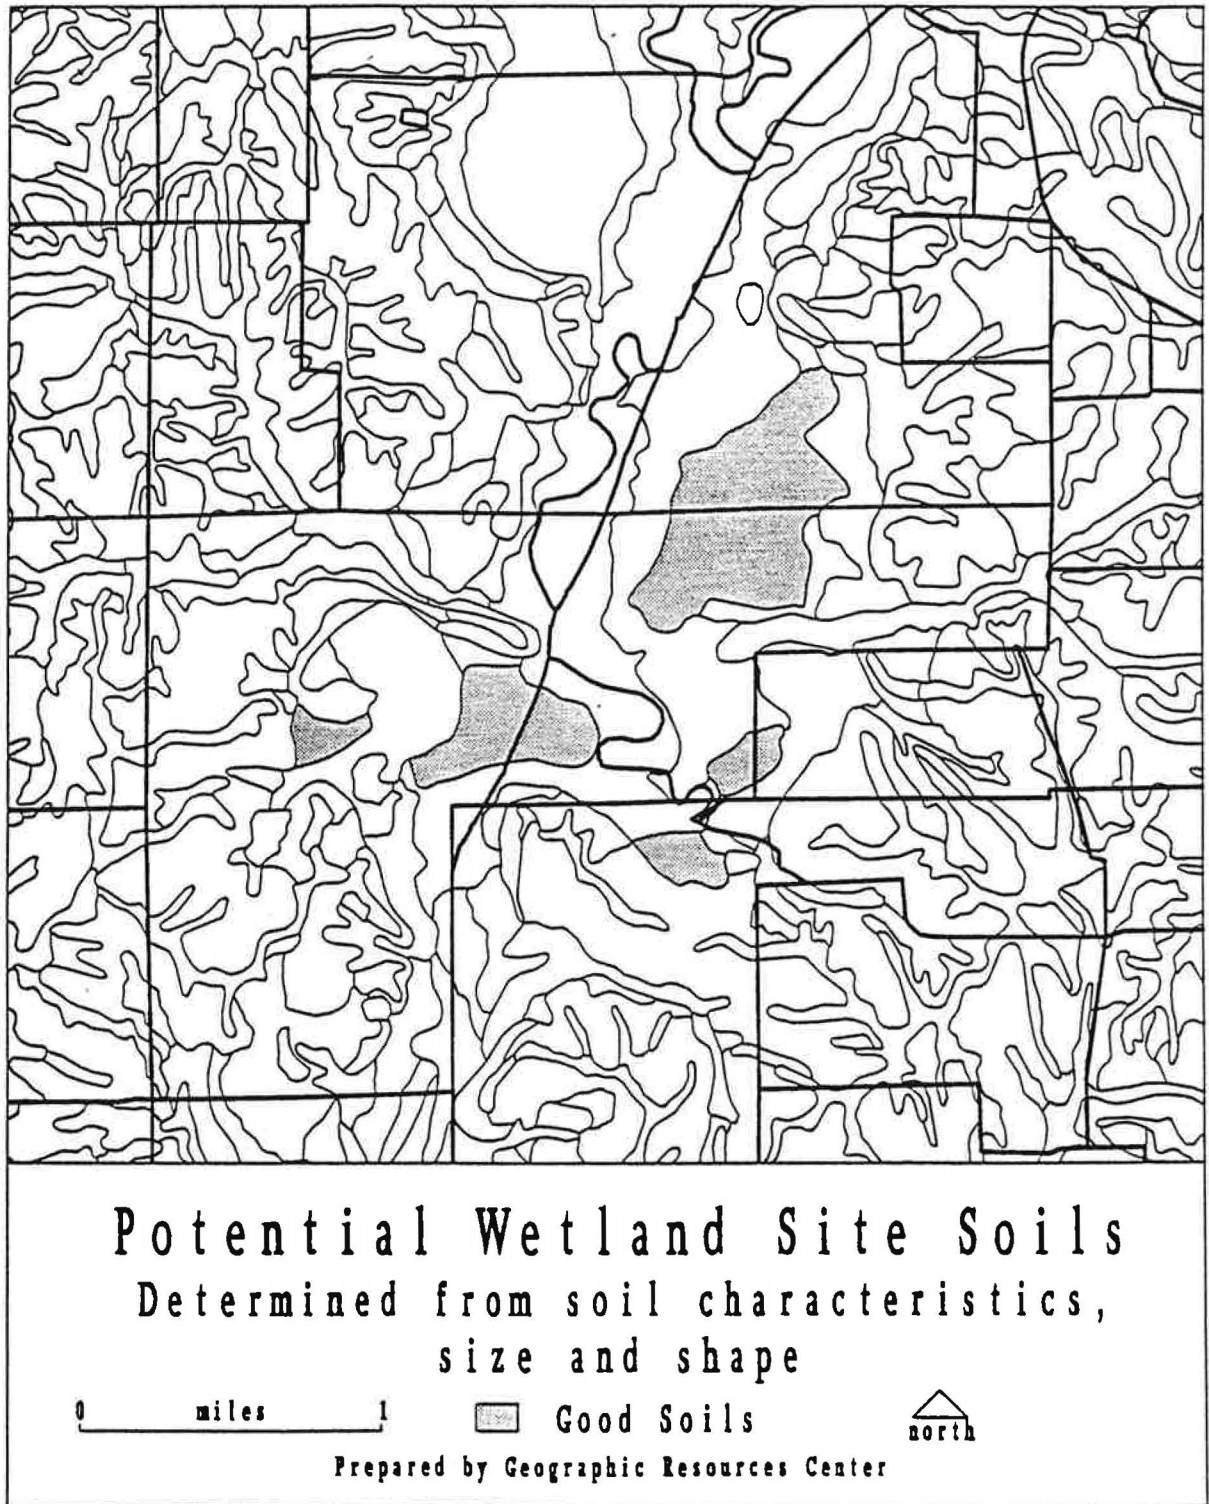 Potential Wetland Site Soils
Determined from soil characteristics,
size and shape
0 miles 1
Good Soils
north
Prepared by Geographic Resources Center